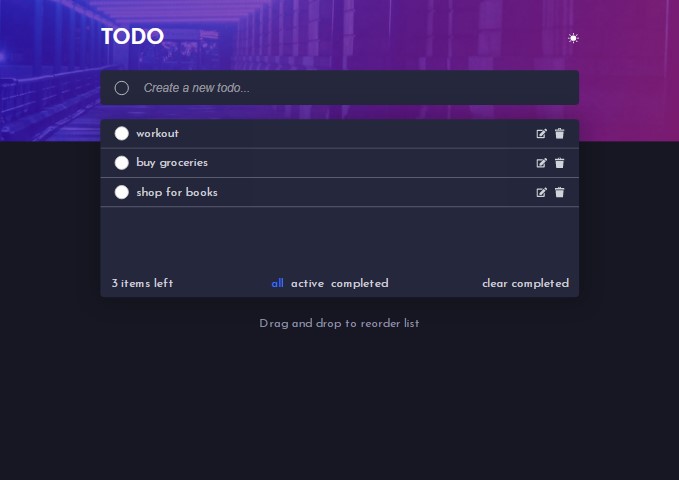 TODO
Create a new todo...
workout
buy groceries
shop for books
3 items left all active completed clear completed
Drag and drop to reorder list